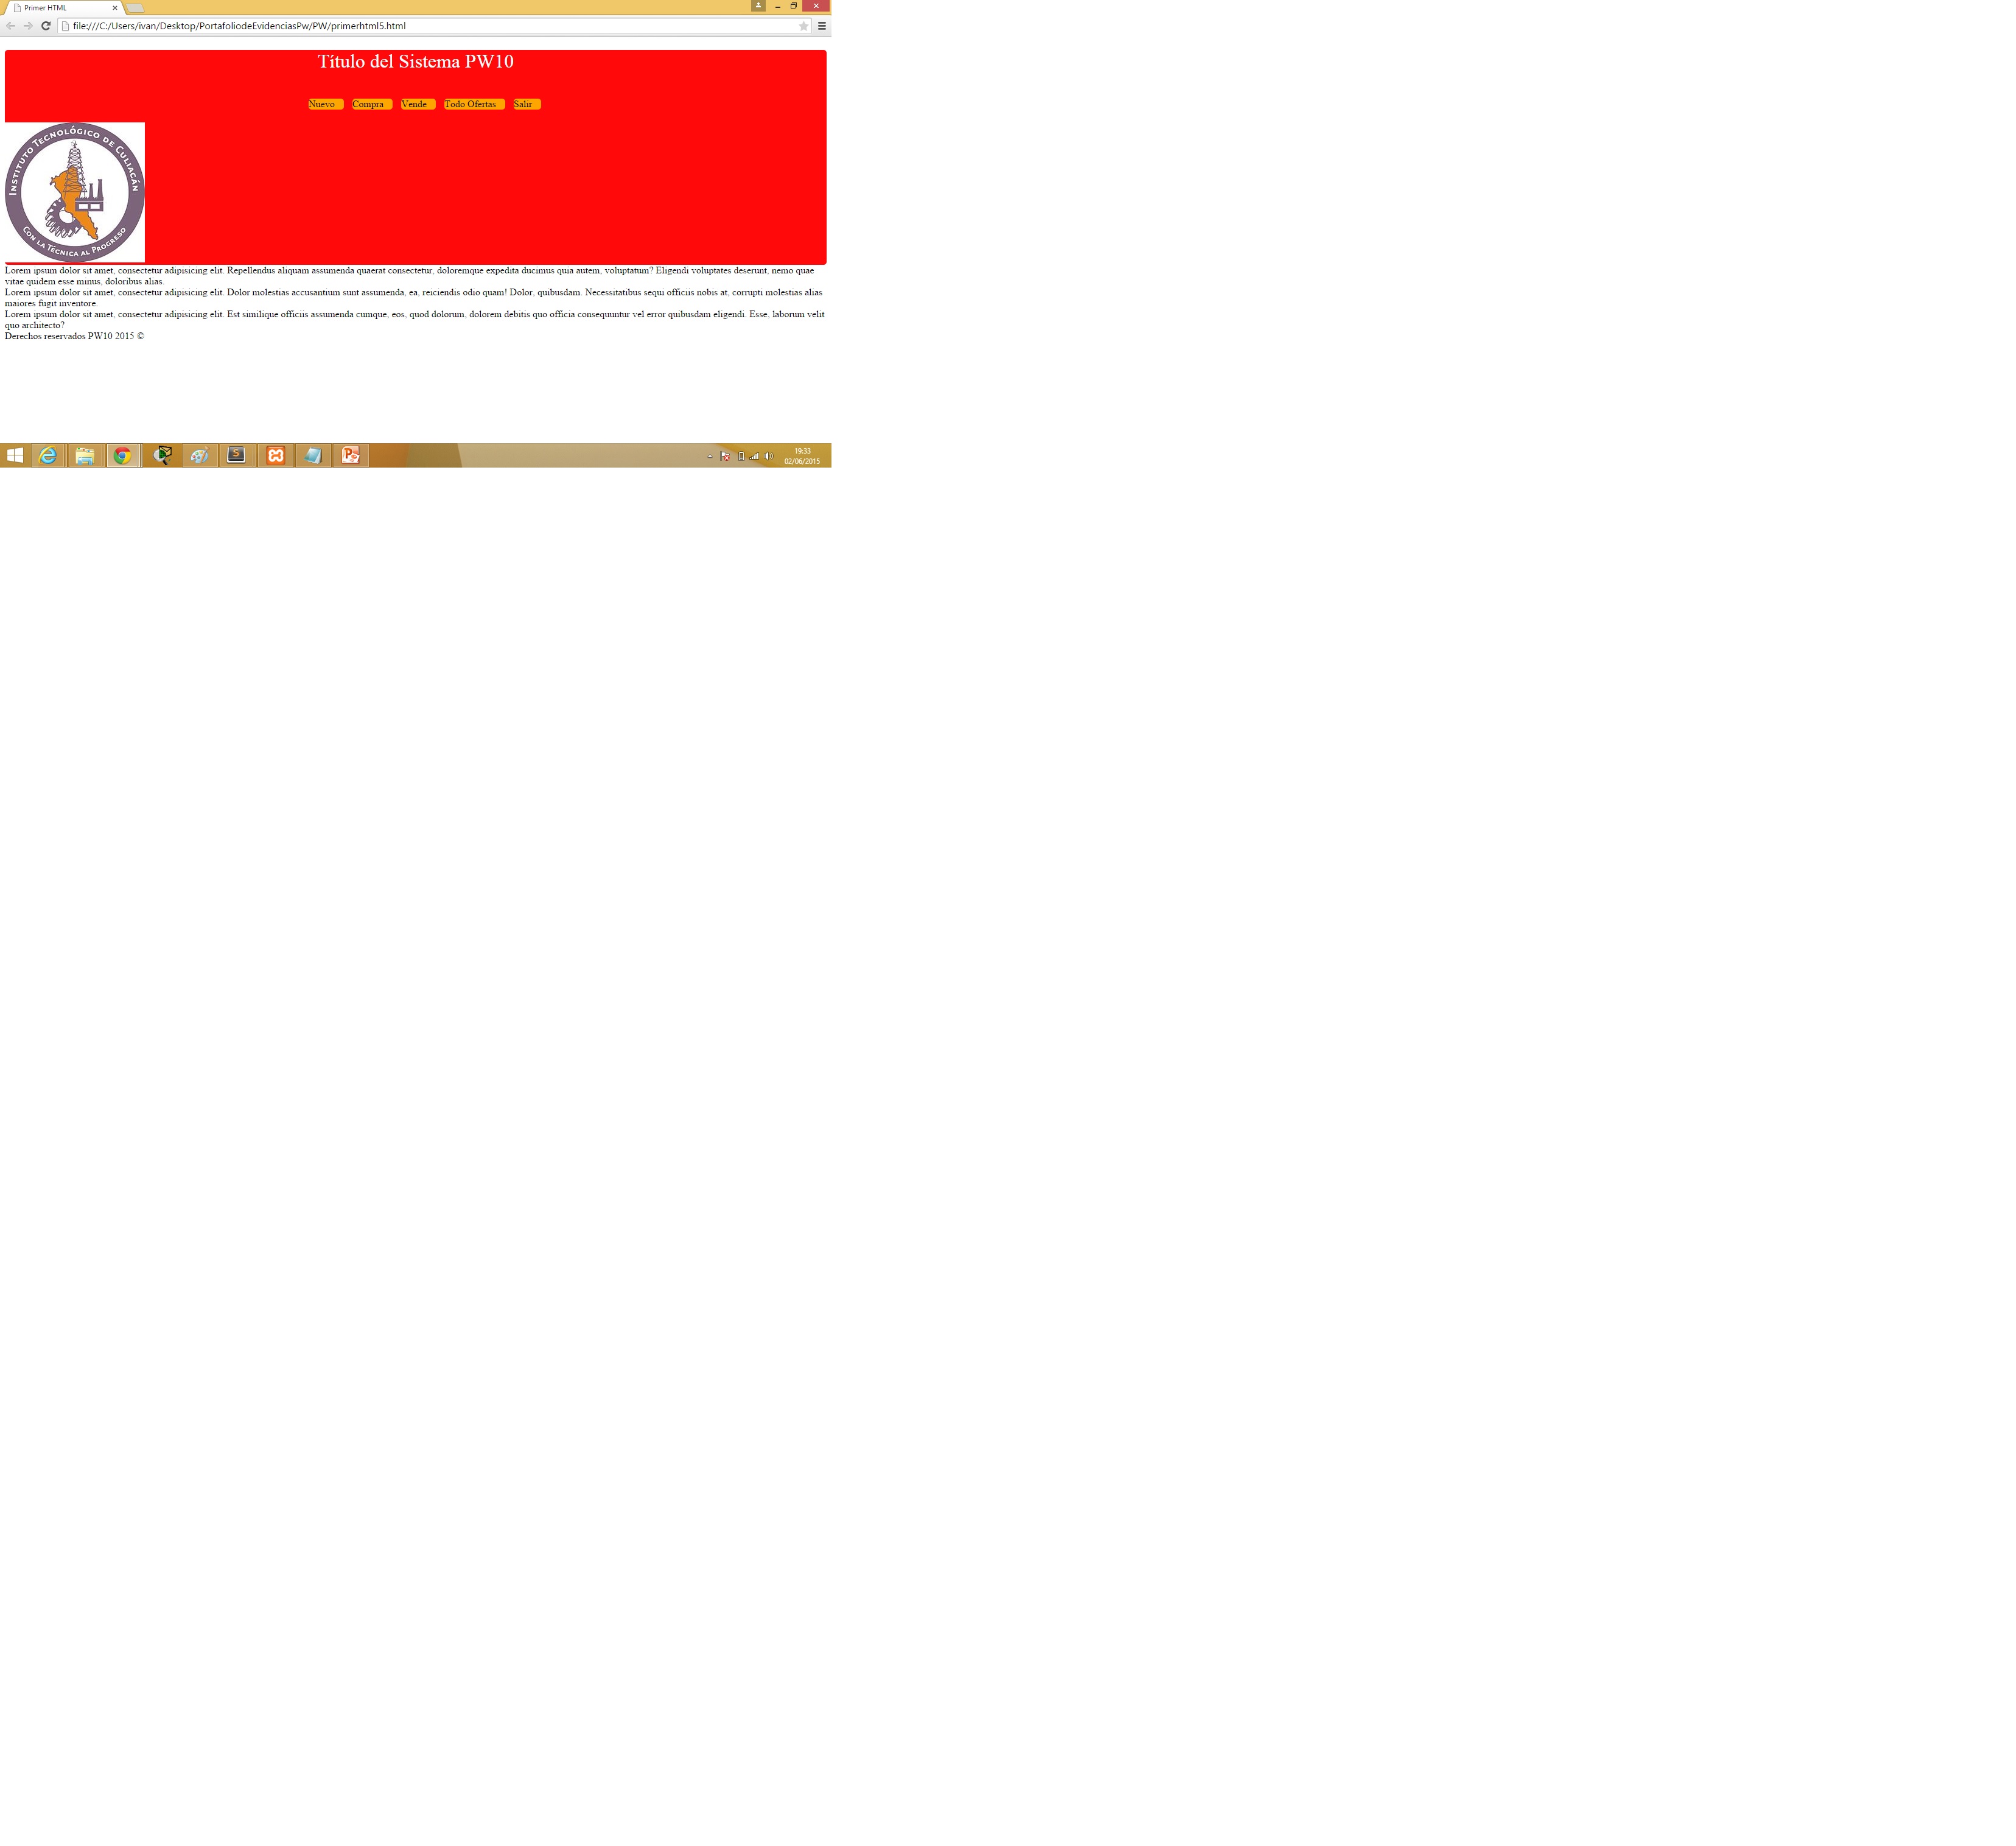 Primer HTML
file:///C:/Users/ivan/Desktop/PortafoliodeEvidenciasPw/PW/primerhtml5.html
Título del Sistema PW10
Nuevo Compra Vende Todo Ofertas Salir
INSTITUTO TECNOLÓGICO DE CULIACÁN
CON LA TÉCNICA AL PROGRESO
Lorem ipsum dolor sit amet, consectetur adipisicing elit. Repellendus aliquam assumenda quaerat consectetur, doloremque expedita ducimus quia autem, voluptatum? Eligendi voluptates deserunt, nemo quae
vitae quidem esse minus, doloribus alias.
Lorem ipsum dolor sit amet, consectetur adipisicing elit. Dolor molestias accusantium sunt assumenda, ea, reiciendis odio quam! Dolor, quibusdam. Necessitatibus sequi officiis nobis at, corrupti molestias alias
maiores fugit inventore.
Lorem ipsum dolor sit amet, consectetur adipisicing elit. Est similique officiis assumenda cumque, eos, quod dolorum, dolorem debitis quo officia consequuntur vel error quibusdam eligendi. Esse, laborum velit
quo architecto?
Derechos reservados PW10 2015 ©
19:33
02/06/2015